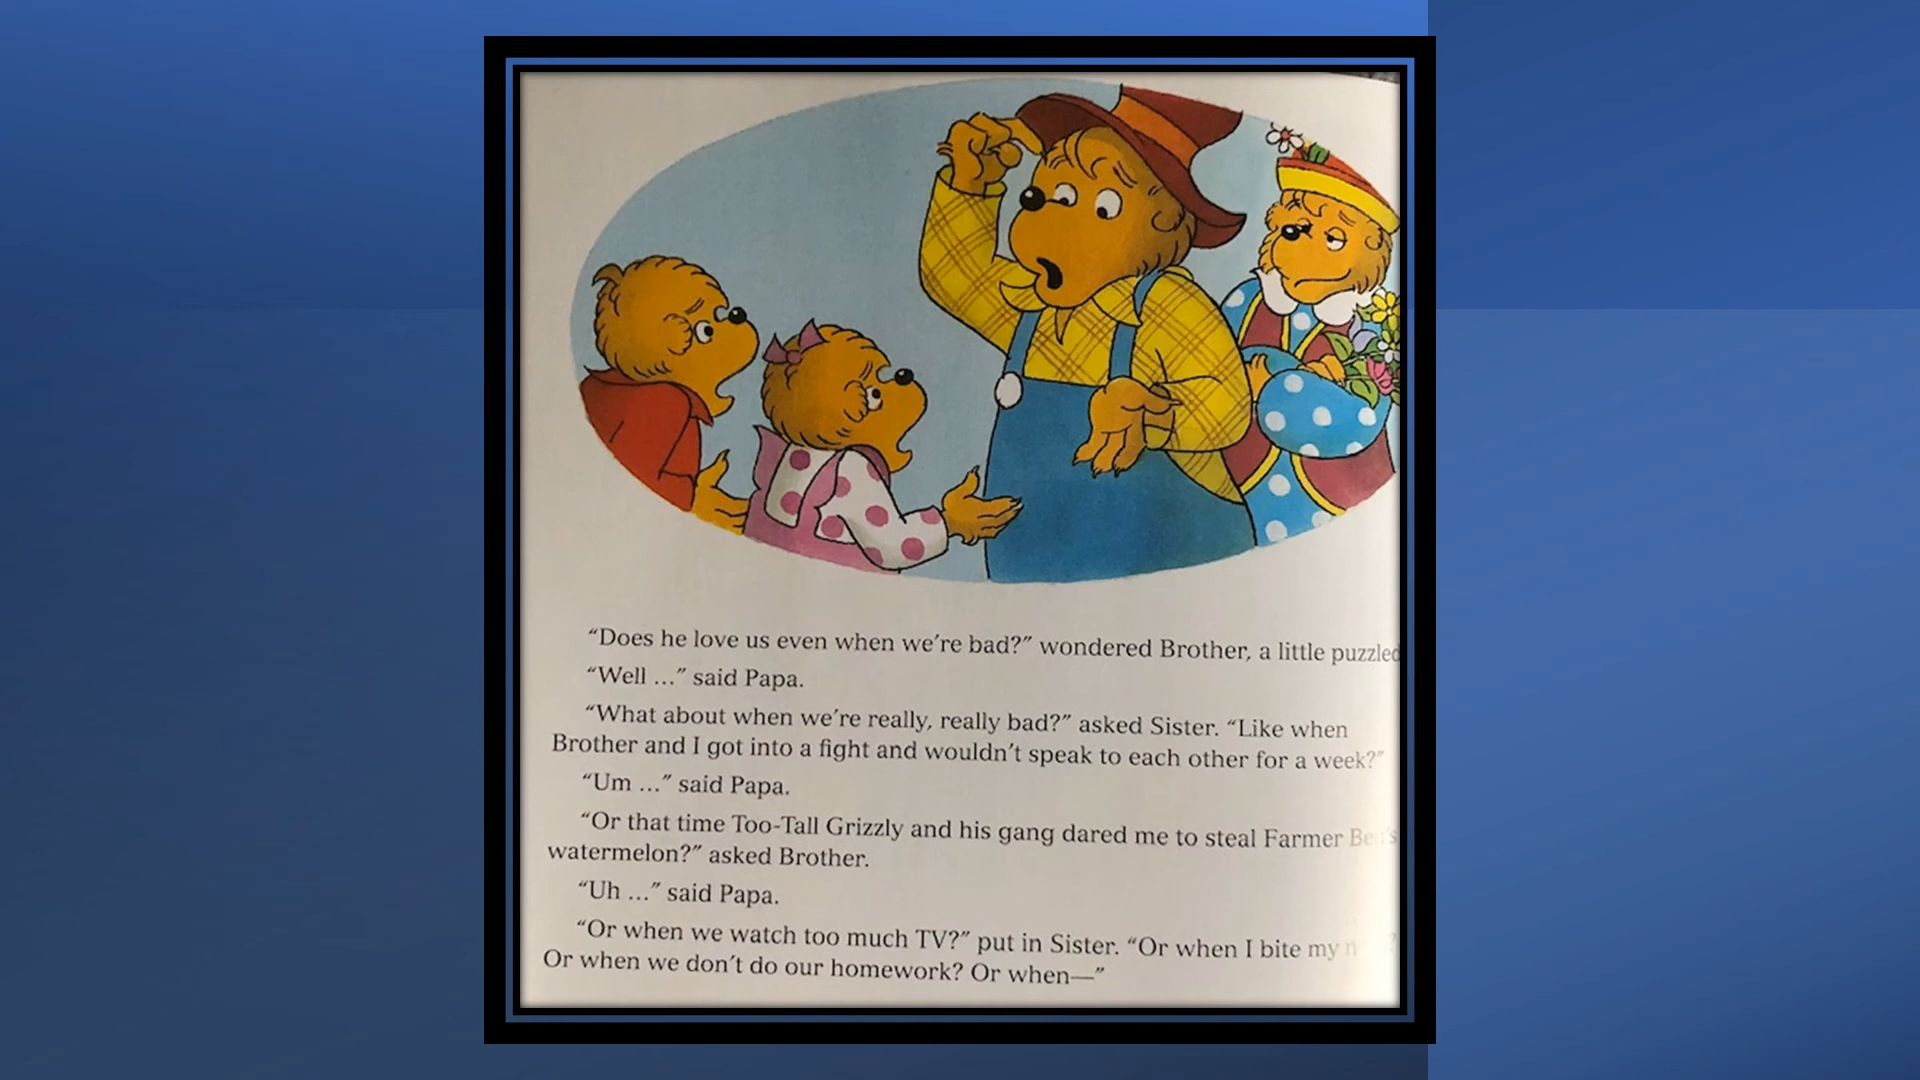 “Does he love us even when we’re bad?” wondered Brother, a little puzzled
“Well ...” said Papa.
“What about when we’re really, really bad?” asked Sister. “Like when
Brother and I got into a fight and wouldn’t speak to each other for a week?”
“Um ...” said Papa.
“Or that time Too-Tall Grizzly and his gang dared me to steal Farmer Ben’s
watermelon?” asked Brother.
“Uh ...” said Papa.
“Or when we watch too much TV?” put in Sister. “Or when I bite my
Or when we don’t do our homework? Or when—”